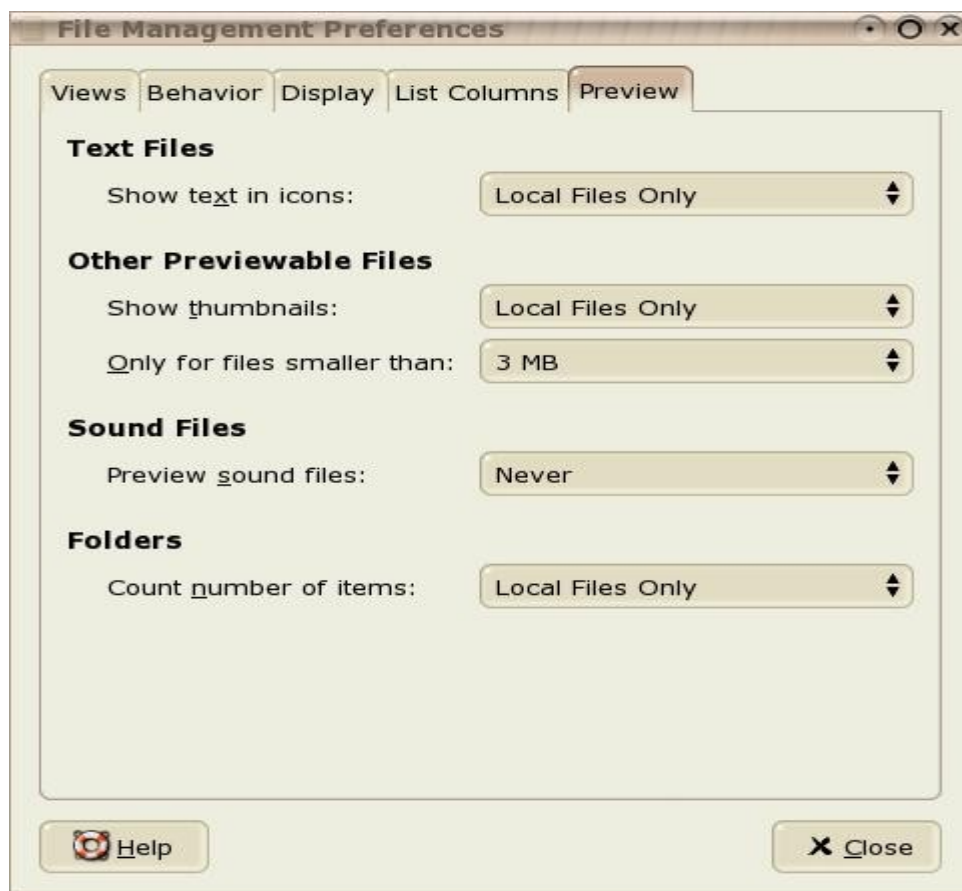 File Management Preferences
Views Behavior Display List Columns Preview
Text Files
Show text in icons: Local Files Only
Other Previewable Files
Show thumbnails: Local Files Only
Only for files smaller than: 3 MB
Sound Files
Preview sound files: Never
Folders
Count number of items: Local Files Only
Help Close